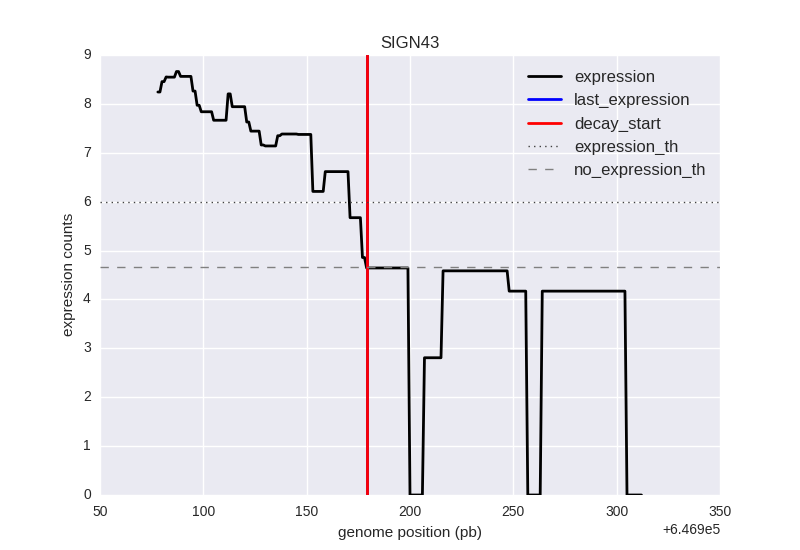 SIGN43
9
8
7
6
5
4
3
2
1
0
expression counts
expression
last_expression
decay_start
expression_th
no_expression_th
50 100 150 200 250 300 350
genome position (pb)
+6.469e5